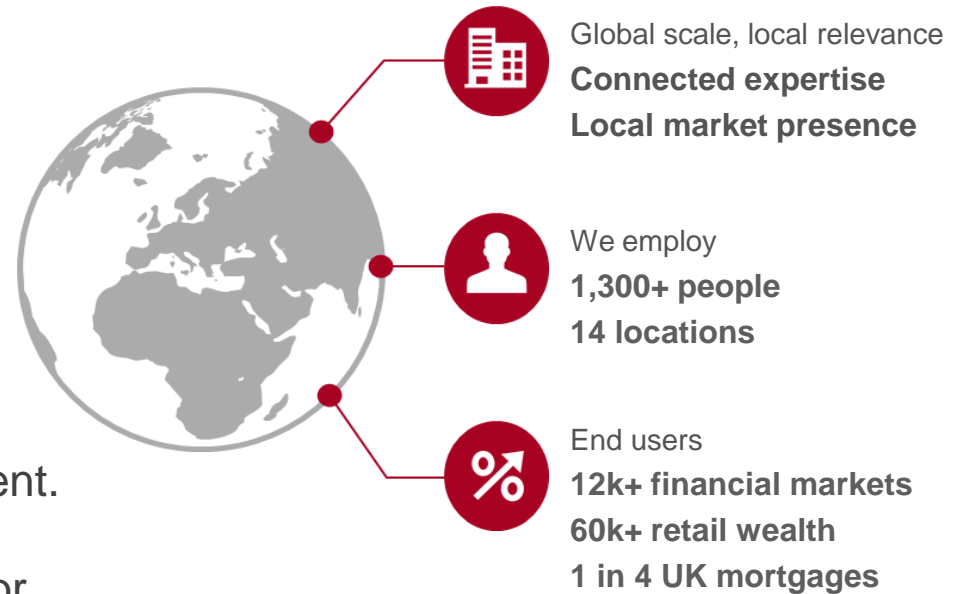 Global scale, local relevance
Connected expertise
Local market presence
We employ
1,300+ people
14 locations
End users
12k+ financial markets
60k+ retail wealth
1 in 4 UK mortgages
ent.
or